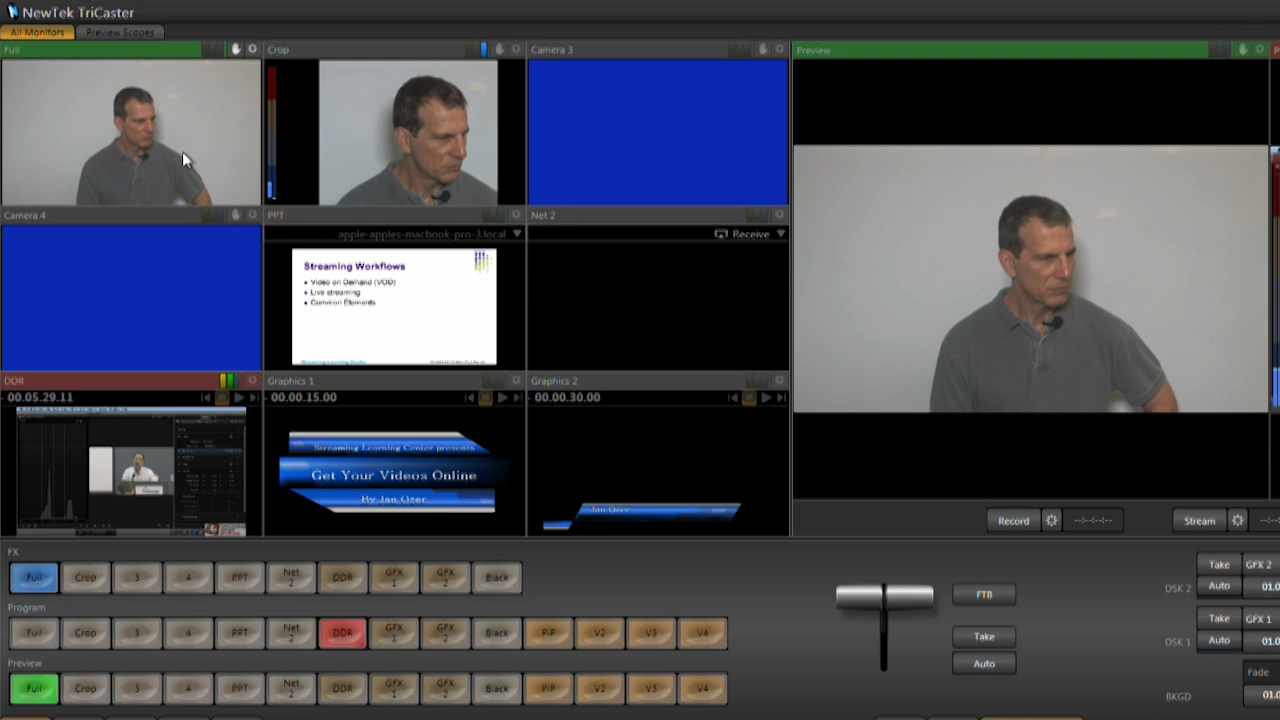 NewTek TriCaster
All Monitors
Preview Scopes
Full
Crop
Camera 3
Preview
P
Camera 4
PPT
Net 2
apple-apples-macbook-pro-3.local
Receive
Streaming Workflows
• Video on Demand (VOD)
• Live streaming
• Common Elements
DDR
Graphics 1
Graphics 2
00.05.29.11
00.00.15.00
00.00.30.00
Streaming Learning Center presents
Get Your Videos Online
By Jan Ozer
Jan Ozer
Record
--:--:--:--
Stream
--:--
FX
Full
Crop
3
4
PPT
Net 2
DDR
GFX 1
GFX 2
Black
Program
Full
Crop
3
4
PPT
Net 2
DDR
GFX 1
GFX 2
Black
PIP
V2
V3
V4
Preview
Full
Crop
3
4
PPT
Net 2
DDR
GFX 1
GFX 2
Black
PIP
V2
V3
V4
FTB
Take
Auto
Take
GFX 2
DSK 2
Auto
01.0
Take
GFX 1
DSK 1
Auto
01.0
Fade
BKGD
01.0